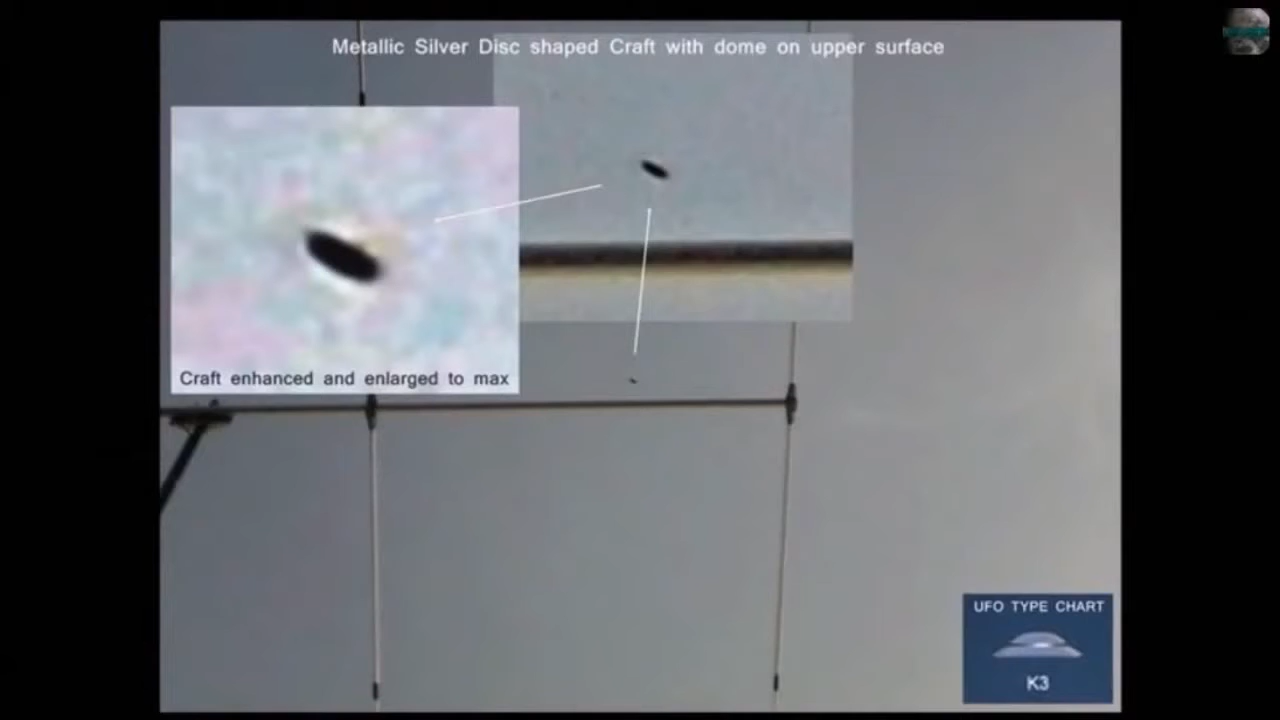 Metallic Silver Disc shaped Craft with dome on upper surface
Craft enhanced and enlarged to max
UFO TYPE CHART
K3